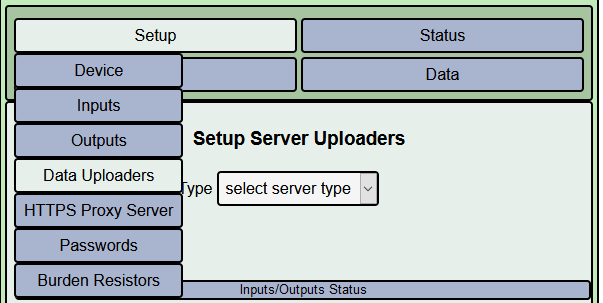 Setup
Status
Device
Data
Inputs
Outputs
Setup Server Uploaders
Data Uploaders
Type select server type
HTTPS Proxy Server
Passwords
Burden Resistors
Inputs/Outputs Status